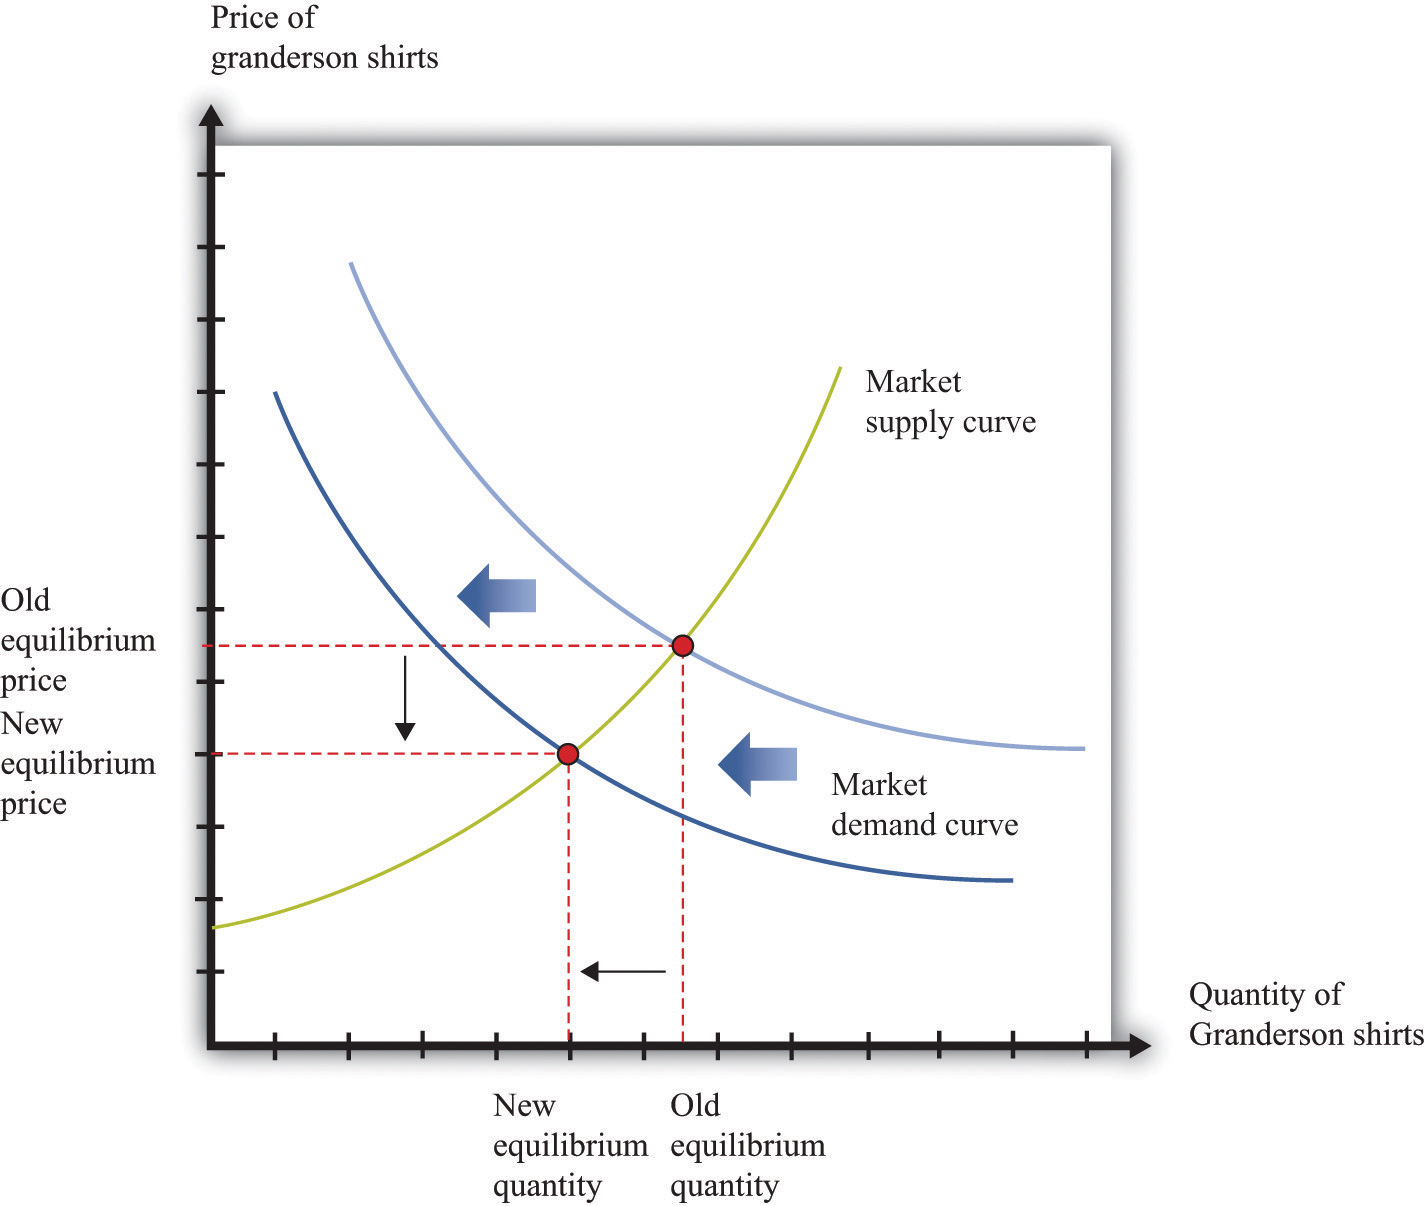 Price of
granderson shirts
Market
supply curve
Old
equilibrium
price
New
equilibrium
price
Market
demand curve
Quantity of
Granderson shirts
New
equilibrium
quantity
Old
equilibrium
quantity